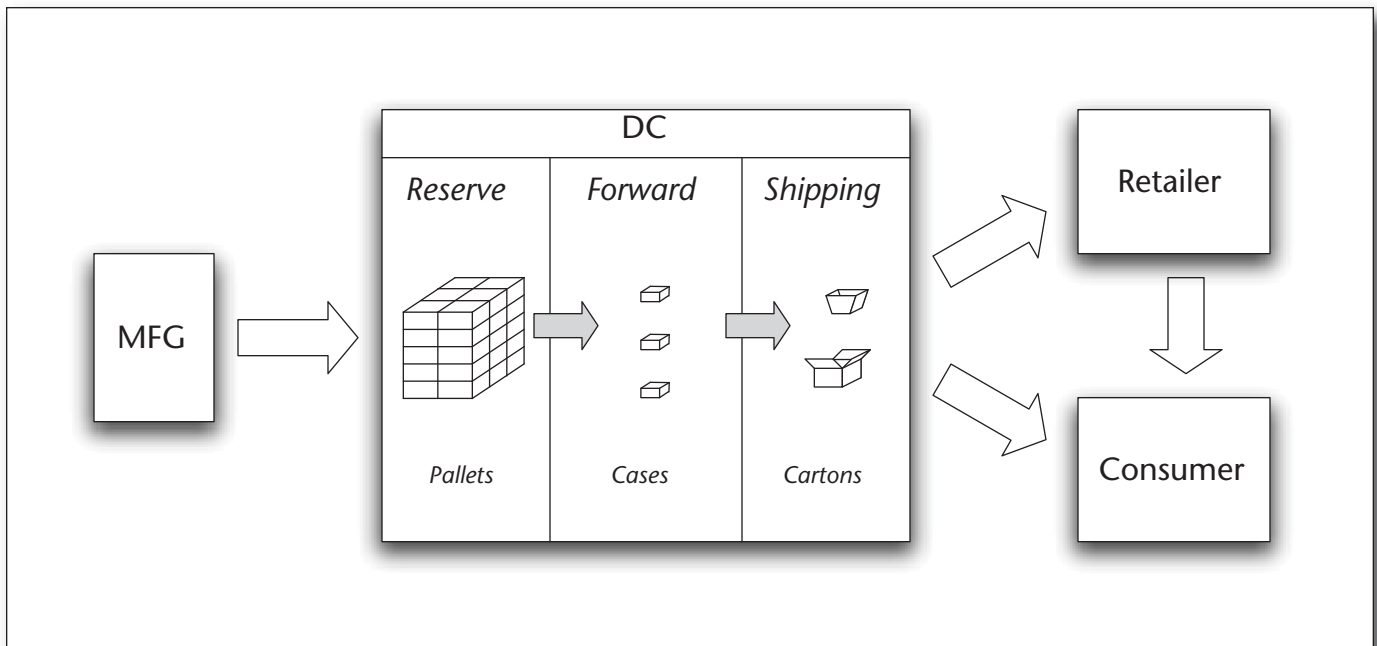 DC
Reserve
Forward
Shipping
Retailer
MFG
Pallets
Cases
Cartons
Consumer